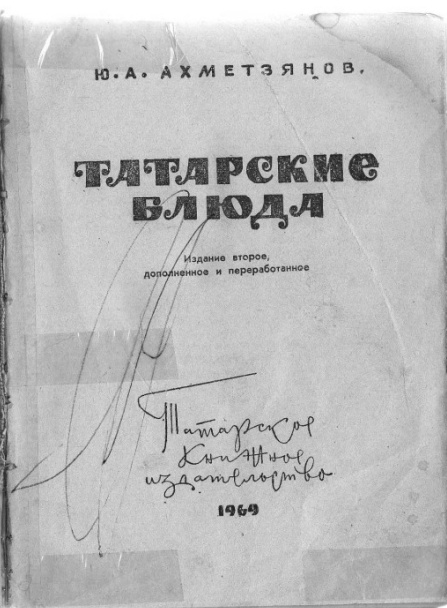 Ю. А. АХМЕТЗЯНОВ.
ТАТАРСКИЕ
БЛЮДА
Издание второе,
дополненное и переработанное
Татарское
Книжное
издательство
1969